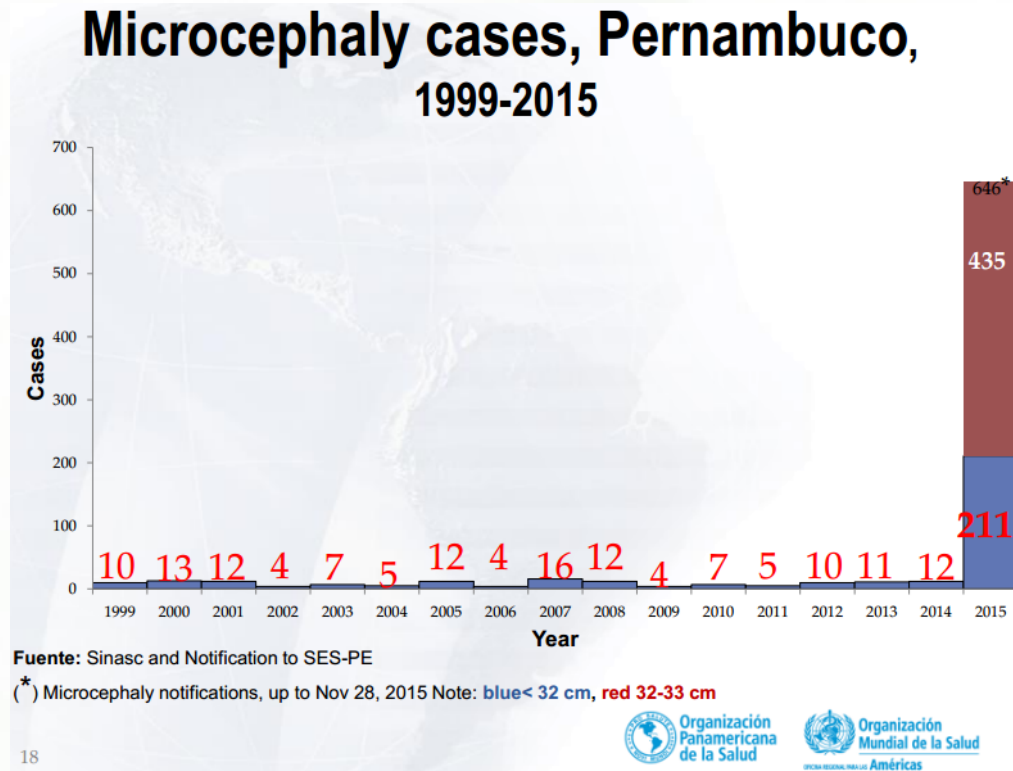 Microcephaly cases, Pernambuco,
1999-2015
700
600
500
400
300
200
100
0
Cases
646*
435
211
10 13 12 4 7 5 12 4 16 12 4 7 5 10 11 12
1999 2000 2001 2002 2003 2004 2005 2006 2007 2008 2009 2010 2011 2012 2013 2014 2015
Year
Fuente: Sinasc and Notification to SES-PE
(*) Microcephaly notifications, up to Nov 28, 2015 Note: blue< 32 cm, red 32-33 cm
Organización
Panamericana
de la Salud
Organización
Mundial de la Salud
OFICINA REGIONAL PARA LAS Américas
18